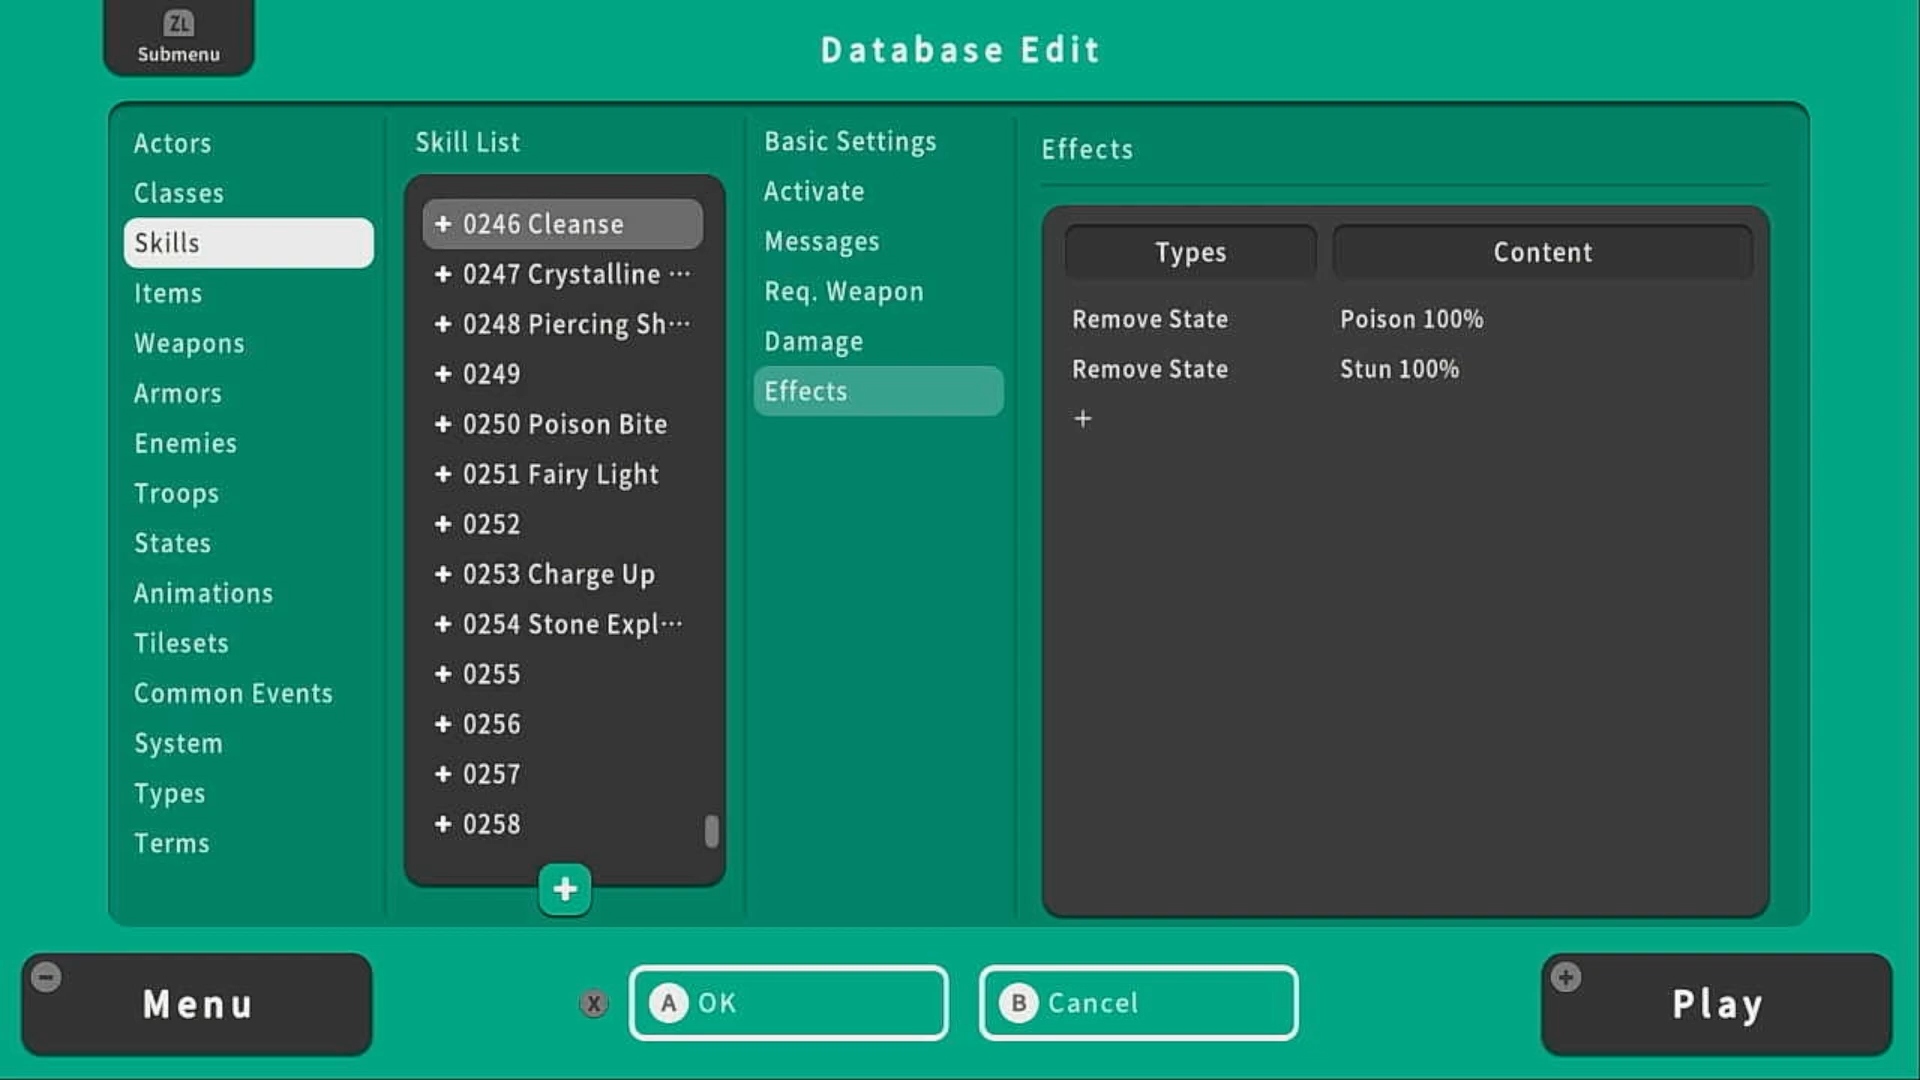 ZL
Submenu
Database Edit
Actors
Classes
Skills
Items
Weapons
Armors
Enemies
Troops
States
Animations
Tilesets
Common Events
System
Types
Terms
Skill List
+ 0246 Cleanse
+ 0247 Crystalline ···
+ 0248 Piercing Sh···
+ 0249
+ 0250 Poison Bite
+ 0251 Fairy Light
+ 0252
+ 0253 Charge Up
+ 0254 Stone Expl···
+ 0255
+ 0256
+ 0257
+ 0258
+
Basic Settings
Activate
Messages
Req. Weapon
Damage
Effects
Effects
Types Content
Remove State Poison 100%
Remove State Stun 100%
+
Menu
X
A OK
B Cancel
+
Play